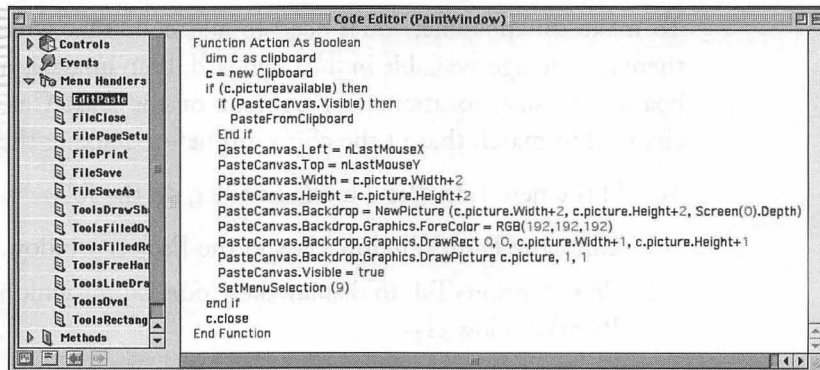 Code Editor (PaintWindow)
Controls
Events
Menu Handlers
EditPaste
FileClose
FilePageSetu
FilePrint
FileSave
FileSaveAs
ToolsDrawSh
ToolsFilledOv
ToolsFilledRe
ToolsFreeHan
ToolsLineDra
ToolsOval
ToolsRectang
Methods
Function Action As Boolean
dim c as clipboard
c = new Clipboard
if (c.pictureavailable) then
if (PasteCanvas.Visible) then
PasteFromClipboard
End if
PasteCanvas.Left = nLastMouseX
PasteCanvas.Top = nLastMouseY
PasteCanvas.Width = c.picture.Width+2
PasteCanvas.Height = c.picture.Height+2
PasteCanvas.Backdrop = NewPicture (c.picture.Width+2, c.picture.Height+2, Screen(0).Depth)
PasteCanvas.Backdrop.Graphics.ForeColor = RGB(192,192,192)
PasteCanvas.Backdrop.Graphics.DrawRect 0, 0, c.picture.Width+1, c.picture.Height+1
PasteCanvas.Backdrop.Graphics.DrawPicture c.picture, 1, 1
PasteCanvas.Visible = true
SetMenuSelection (9)
end if
c.close
End Function